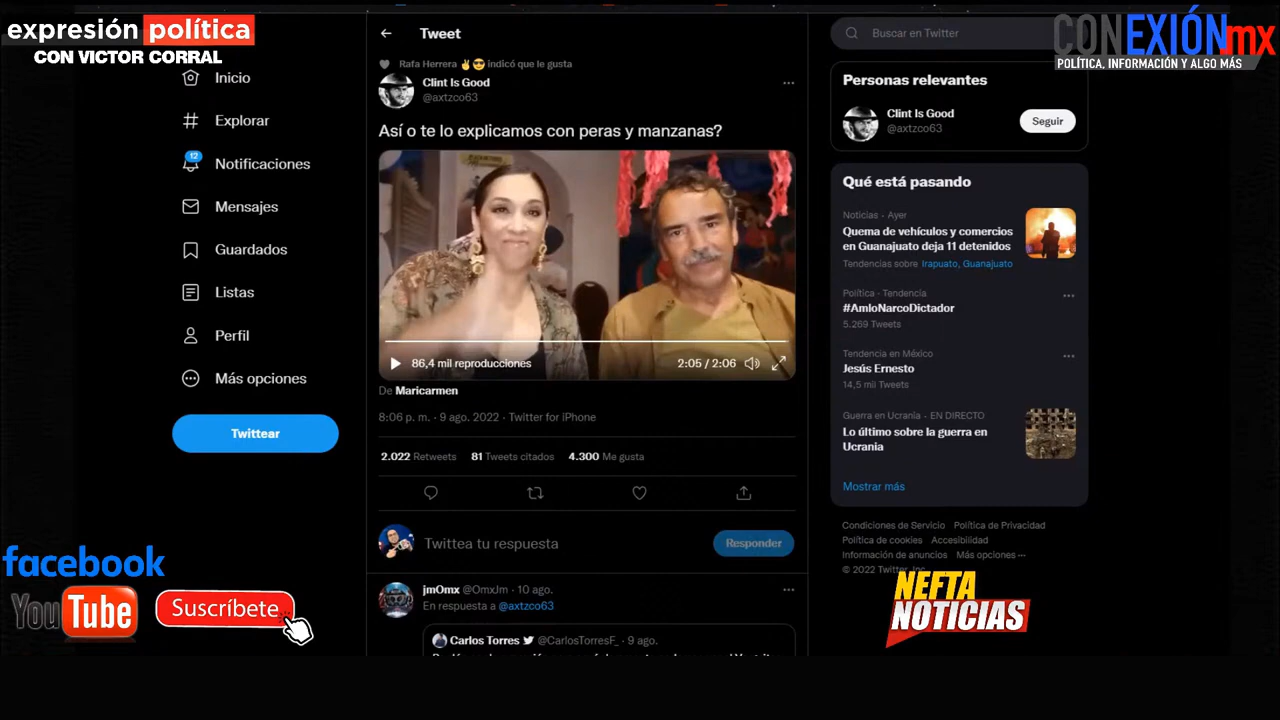 expresión política
CON VICTOR CORRAL
CONEXIÓNmx
POLÍTICA, INFORMACIÓN Y ALGO MÁS
Inicio
Explorar
12
Notificaciones
Mensajes
Guardados
Listas
Perfil
Más opciones
Twittear
Tweet
Rafa Herrera ✌😎 indicó que le gusta
Clint Is Good
@axtzco63
Así o te lo explicamos con peras y manzanas?
86,4 mil reproducciones
2:05 / 2:06
De Maricarmen
8:06 p. m. · 9 ago. 2022 · Twitter for iPhone
2.022 Retweets 81 Tweets citados 4.300 Me gusta
Twittea tu respuesta
Responder
jmOmx @OmxJm · 10 ago.
En respuesta a @axtzco63
Carlos Torres @CarlosTorresF_ · 9 ago.
Buscar en Twitter
Personas relevantes
Clint Is Good
@axtzco63
Seguir
Qué está pasando
Noticias · Ayer
Quema de vehículos y comercios
en Guanajuato deja 11 detenidos
Tendencias sobre Irapuato, Guanajuato
Política · Tendencia
#AmloNarcoDictador
5.269 Tweets
Tendencia en México
Jesús Ernesto
14,5 mil Tweets
Guerra en Ucrania · EN DIRECTO
Lo último sobre la guerra en
Ucrania
Mostrar más
Condiciones de Servicio Política de Privacidad
Política de cookies Accesibilidad
Información de anuncios Más opciones ···
© 2022 Twitter, Inc.
facebook
YouTube
Suscríbete
NEFTA
NOTICIAS